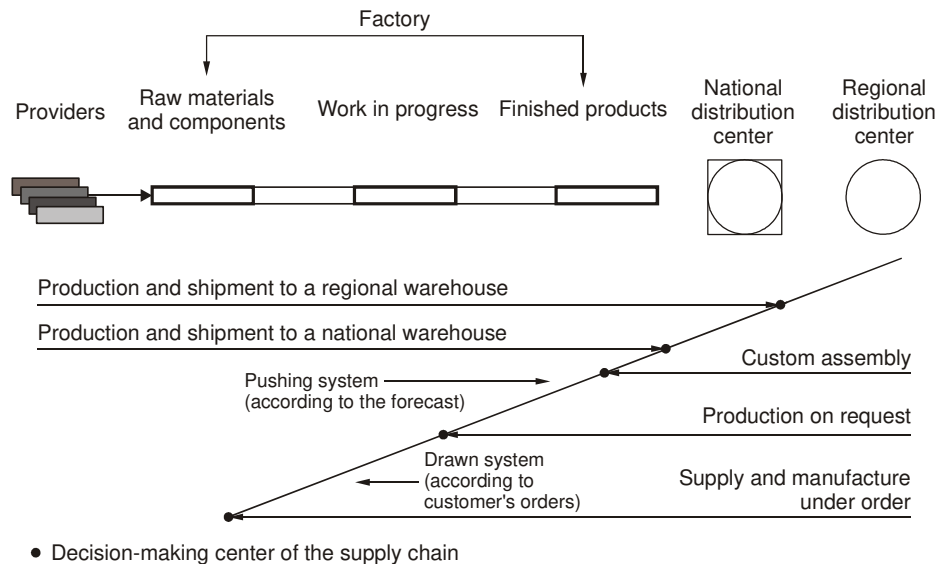 Factory
Providers
Raw materials
and components
Work in progress
Finished products
National
distribution
center
Regional
distribution
center
Production and shipment to a regional warehouse
Production and shipment to a national warehouse
Custom assembly
Pushing system
(according to the forecast)
Production on request
Drawn system
(according to
customer's orders)
Supply and manufacture
under order
Decision-making center of the supply chain